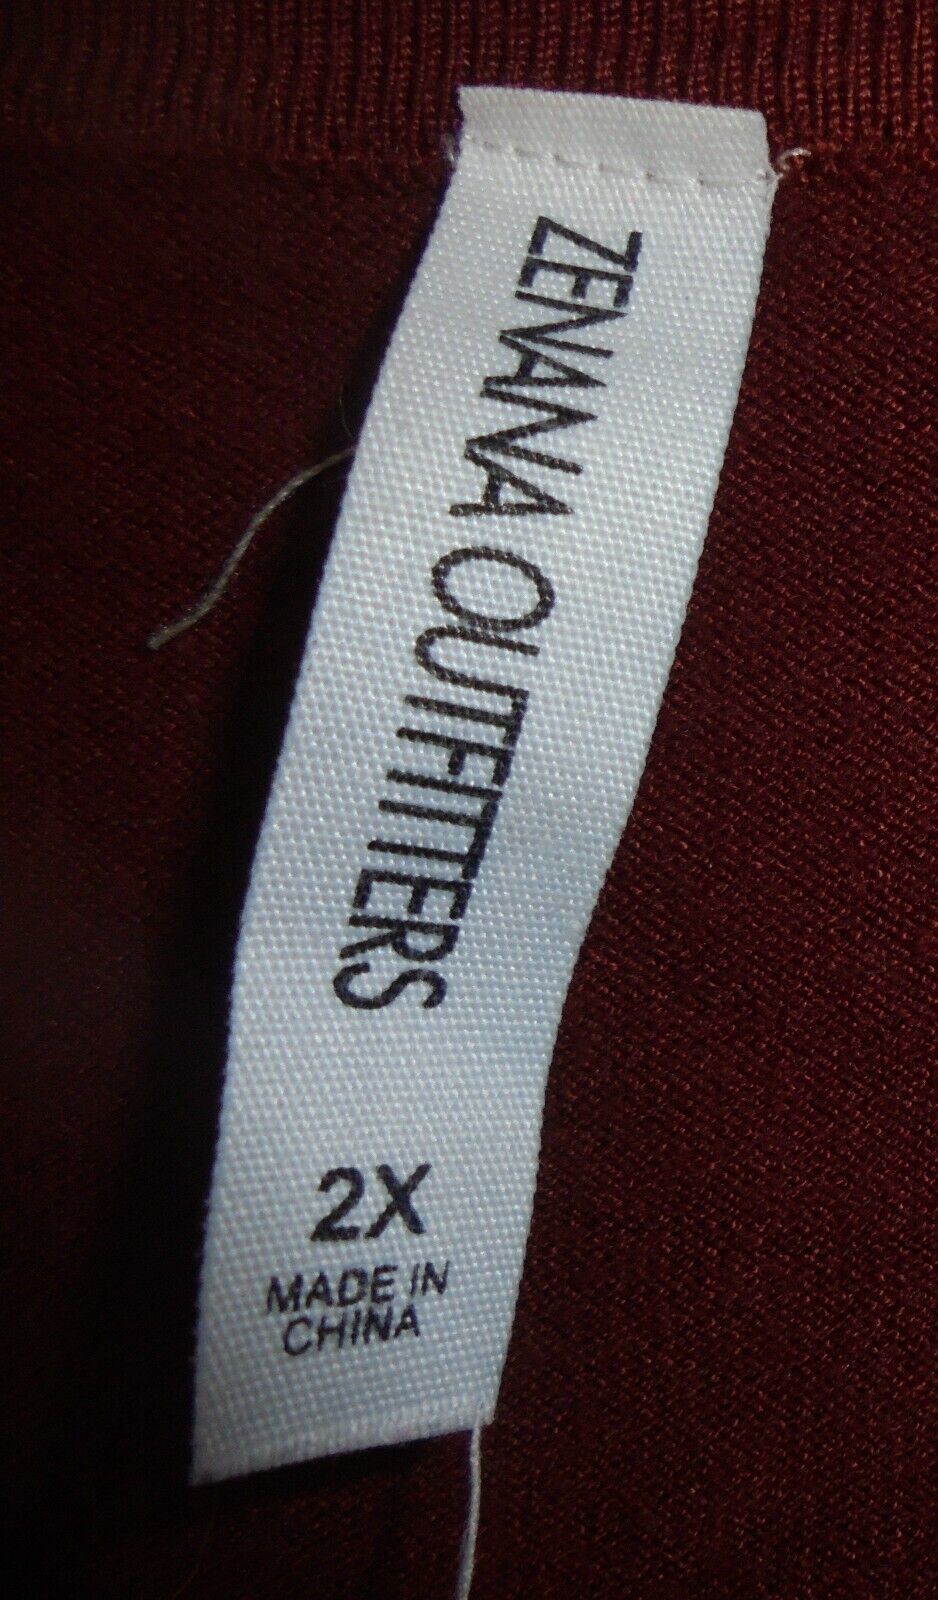 ZENANA OUTFITTERS
2X
MADE IN
CHINA